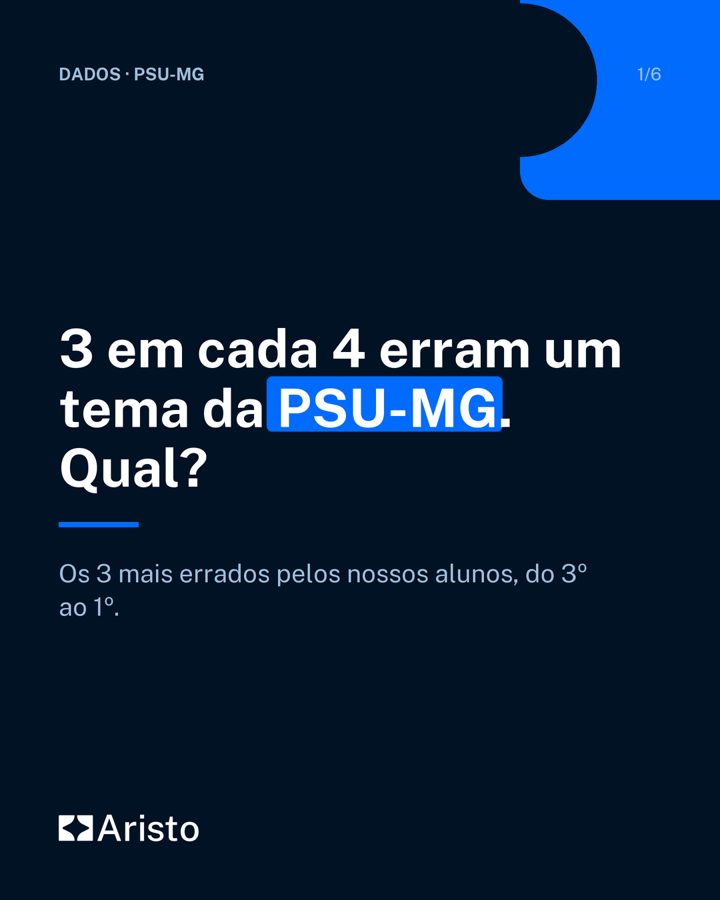 DADOS · PSU-MG
1/6
3 em cada 4 erram um
tema da PSU-MG.
Qual?
Os 3 mais errados pelos nossos alunos, do 3º
ao 1º.
Aristo